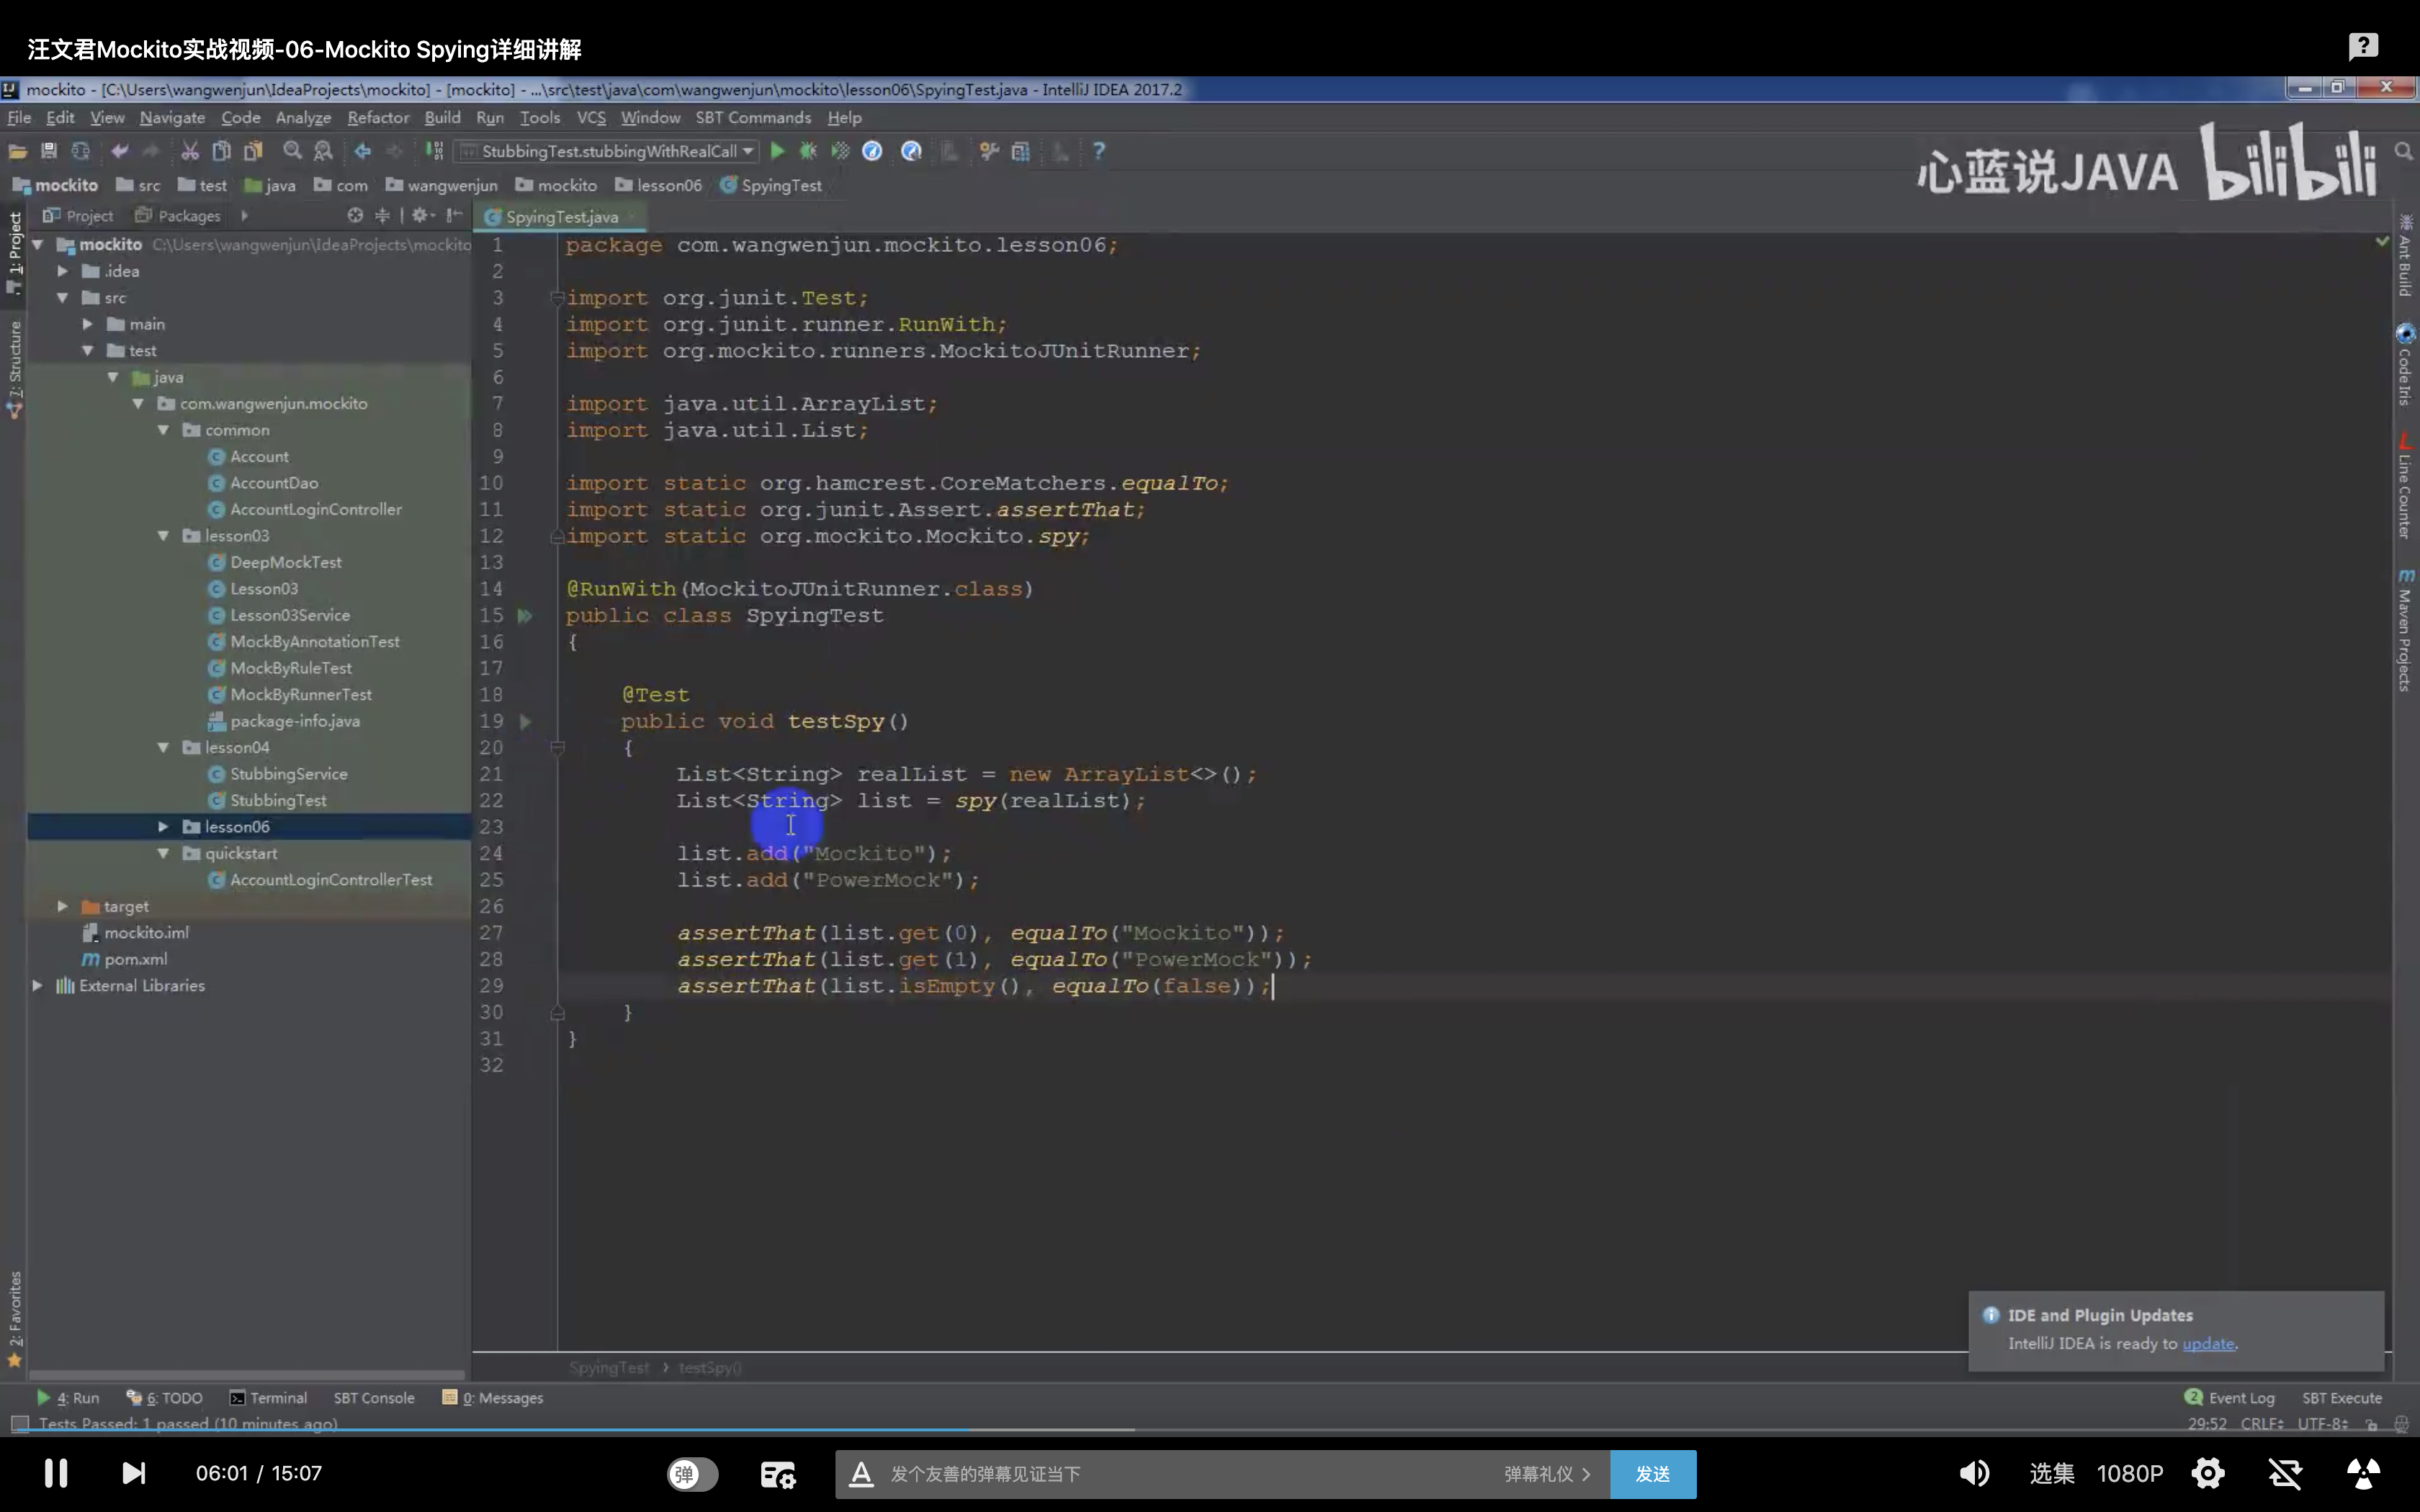 汪文君Mockito实战视频-06-Mockito Spying详细讲解
mockito - [C:\Users\wangwenjun\IdeaProjects\mockito] - [mockito] - ...\src\test\java\com\wangwenjun\mockito\lesson06\SpyingTest.java - IntelliJ IDEA 2017.2
File Edit View Navigate Code Analyze Refactor Build Run Tools VCS Window SBT Commands Help
StubbingTest.stubbingWithRealCall
心蓝说JAVA bilibili
mockito src test java com wangwenjun mockito lesson06 SpyingTest
Project Packages
SpyingTest.java
1: Project
7: Structure
2: Favorites
mockito C:\Users\wangwenjun\IdeaProjects\mockito
.idea
src
main
test
java
com.wangwenjun.mockito
common
Account
AccountDao
AccountLoginController
lesson03
DeepMockTest
Lesson03
Lesson03Service
MockByAnnotationTest
MockByRuleTest
MockByRunnerTest
package-info.java
lesson04
StubbingService
StubbingTest
lesson06
quickstart
AccountLoginControllerTest
target
mockito.iml
pom.xml
External Libraries
1 package com.wangwenjun.mockito.lesson06;
2
3 import org.junit.Test;
4 import org.junit.runner.RunWith;
5 import org.mockito.runners.MockitoJUnitRunner;
6
7 import java.util.ArrayList;
8 import java.util.List;
9
10 import static org.hamcrest.CoreMatchers.equalTo;
11 import static org.junit.Assert.assertThat;
12 import static org.mockito.Mockito.spy;
13
14 @RunWith(MockitoJUnitRunner.class)
15 public class SpyingTest
16 {
17
18 @Test
19 public void testSpy()
20 {
21 List<String> realList = new ArrayList<>();
22 List<String> list = spy(realList);
23
24 list.add("Mockito");
25 list.add("PowerMock");
26
27 assertThat(list.get(0), equalTo("Mockito"));
28 assertThat(list.get(1), equalTo("PowerMock"));
29 assertThat(list.isEmpty(), equalTo(false));
30 }
31 }
32
Ant Build
Code Iris
Line Counter
Maven Projects
IDE and Plugin Updates
IntelliJ IDEA is ready to update.
SpyingTest › testSpy()
4: Run 6: TODO Terminal SBT Console 0: Messages
2 Event Log SBT Execute
Tests Passed: 1 passed (10 minutes ago)
29:52 CRLF UTF-8
06:01 / 15:07
弹
发个友善的弹幕见证当下
弹幕礼仪 >
发送
选集 1080P